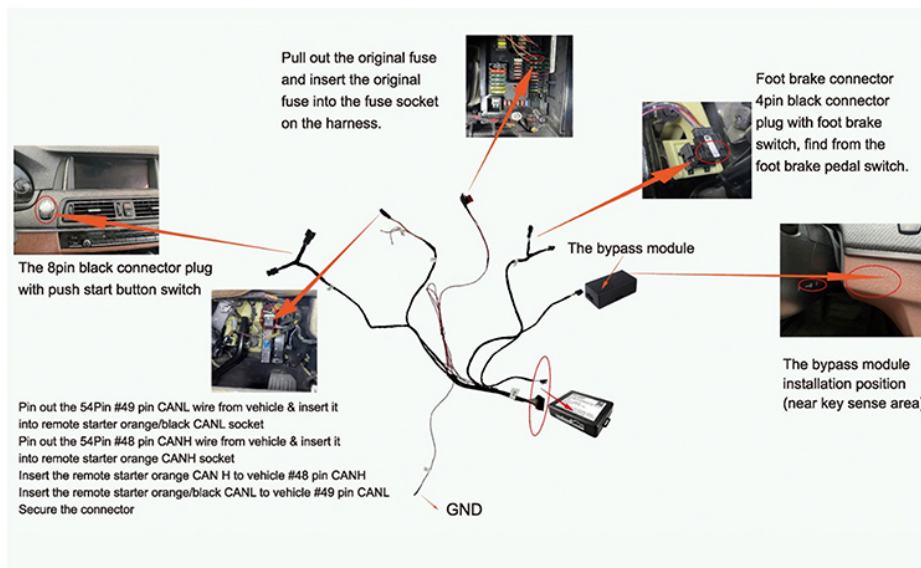 Pull out the original fuse
and insert the original
fuse into the fuse socket
on the harness.
Foot brake connector
4pin black connector
plug with foot brake
switch, find from the
foot brake pedal switch.
The 8pin black connector plug
with push start button switch
The bypass module
The bypass module
installation position
(near key sense area)
Pin out the 54Pin #49 pin CANL wire from vehicle & insert it
into remote starter orange/black CANL socket
Pin out the 54Pin #48 pin CANH wire from vehicle & insert it
into remote starter orange CANH socket
Insert the remote starter orange CAN H to vehicle #48 pin CANH
Insert the remote starter orange/black CANL to vehicle #49 pin CANL
Secure the connector
GND